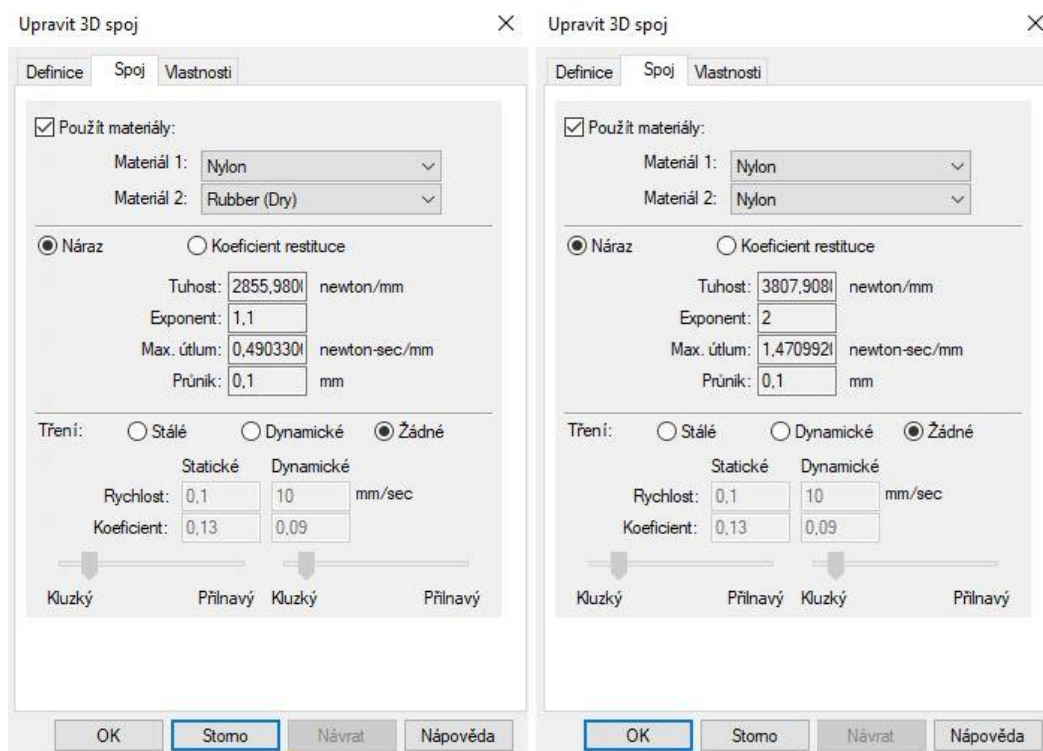 Upravit 3D spoj
Definice Spoj Vlastnosti
Použít materiály:
Materiál 1: Nylon
Materiál 2: Rubber (Dry)
Náraz Koeficient restituce
Tuhost: 2855,980( newton/mm
Exponent: 1,1
Max. útlum: 0,490330( newton-sec/mm
Průnik: 0,1 mm
Tření: Stálé Dynamické Žádné
Statické Dynamické
Rychlost: 0,1 10 mm/sec
Koeficient: 0,13 0,09
Kluzký Přilnavý Kluzký Přilnavý
OK Storno Návrat Nápověda
Upravit 3D spoj
Definice Spoj Vlastnosti
Použít materiály:
Materiál 1: Nylon
Materiál 2: Nylon
Náraz Koeficient restituce
Tuhost: 3807,908( newton/mm
Exponent: 2
Max. útlum: 1,470992( newton-sec/mm
Průnik: 0,1 mm
Tření: Stálé Dynamické Žádné
Statické Dynamické
Rychlost: 0,1 10 mm/sec
Koeficient: 0,13 0,09
Kluzký Přilnavý Kluzký Přilnavý
OK Storno Návrat Nápověda